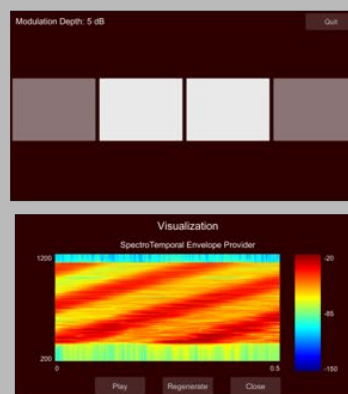 Modulation Depth: 5 dB
Quit
Visualization
SpectroTemporal Envelope Provider
1200
200
0
0.5
-20
-85
-150
Play
Regenerate
Close